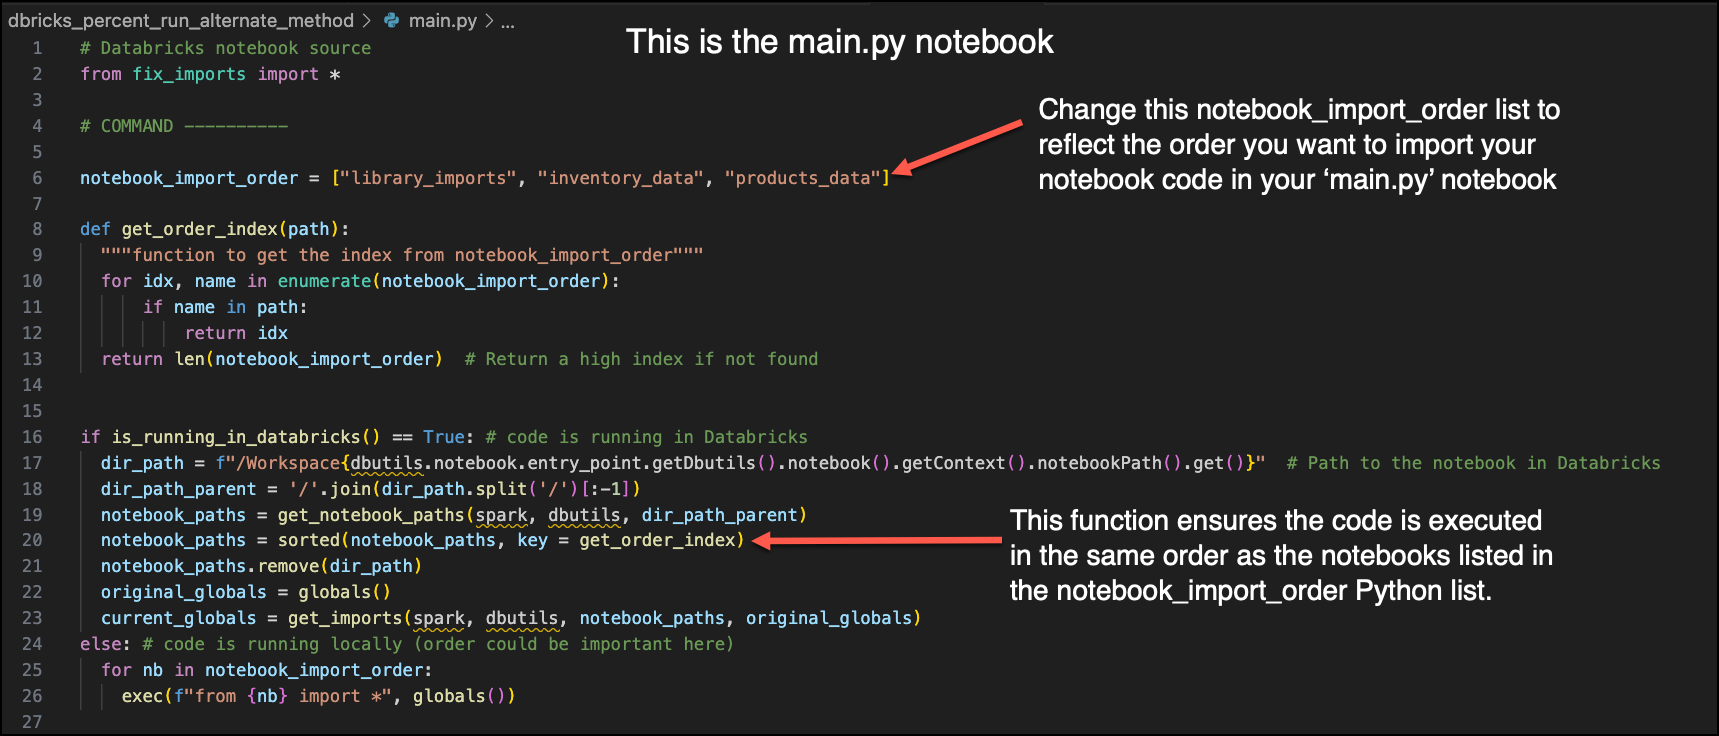 dbricks_percent_run_alternate_method > main.py > ...
This is the main.py notebook
1 # Databricks notebook source
2 from fix_imports import *
3
4 # COMMAND ----------
5
6 notebook_import_order = ["library_imports", "inventory_data", "products_data"]
Change this notebook_import_order list to
reflect the order you want to import your
notebook code in your ‘main.py’ notebook
7
8 def get_order_index(path):
9 """function to get the index from notebook_import_order"""
10 for idx, name in enumerate(notebook_import_order):
11 if name in path:
12 return idx
13 return len(notebook_import_order) # Return a high index if not found
14
15
16 if is_running_in_databricks() == True: # code is running in Databricks
17 dir_path = f"/Workspace{dbutils.notebook.entry_point.getDbutils().notebook().getContext().notebookPath().get()}" # Path to the notebook in Databricks
18 dir_path_parent = '/'.join(dir_path.split('/')[:-1])
19 notebook_paths = get_notebook_paths(spark, dbutils, dir_path_parent)
20 notebook_paths = sorted(notebook_paths, key = get_order_index)
This function ensures the code is executed
in the same order as the notebooks listed in
the notebook_import_order Python list.
21 notebook_paths.remove(dir_path)
22 original_globals = globals()
23 current_globals = get_imports(spark, dbutils, notebook_paths, original_globals)
24 else: # code is running locally (order could be important here)
25 for nb in notebook_import_order:
26 exec(f"from {nb} import *", globals())
27